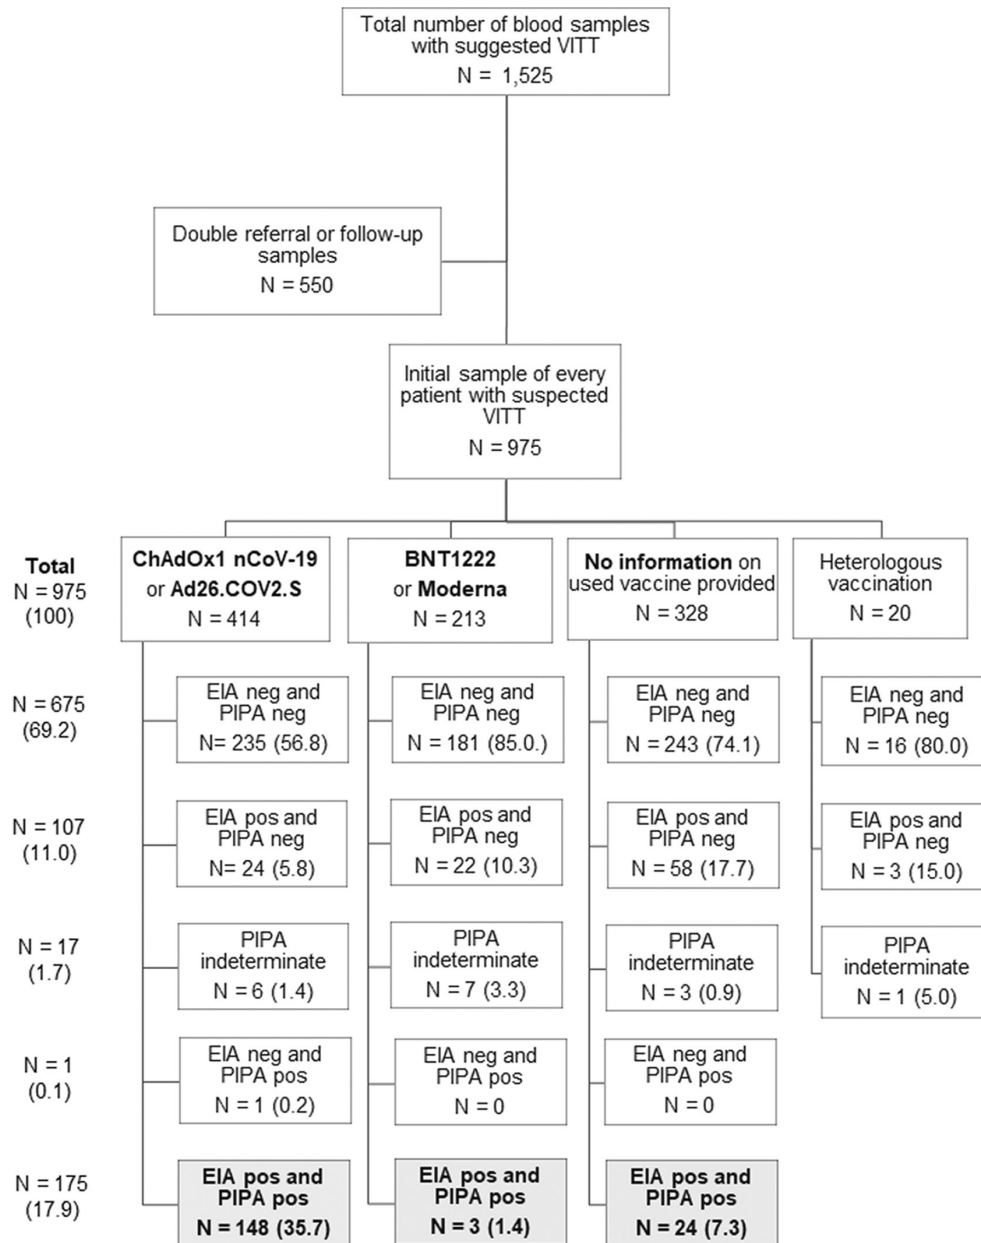 Total number of blood samples
with suggested VITT
N = 1,525
Double referral or follow-up
samples
N = 550
Initial sample of every
patient with suspected
VITT
N = 975
Total
N = 975
(100)
ChAdOx1 nCoV-19
or Ad26.COV2.S
N = 414
BNT1222
or Moderna
N = 213
No information on
used vaccine provided
N = 328
Heterologous
vaccination
N = 20
N = 675
(69.2)
EIA neg and
PIPA neg
N= 235 (56.8)
EIA neg and
PIPA neg
N = 181 (85.0.)
EIA neg and
PIPA neg
N = 243 (74.1)
EIA neg and
PIPA neg
N = 16 (80.0)
N = 107
(11.0)
EIA pos and
PIPA neg
N= 24 (5.8)
EIA pos and
PIPA neg
N = 22 (10.3)
EIA pos and
PIPA neg
N = 58 (17.7)
EIA pos and
PIPA neg
N = 3 (15.0)
N = 17
(1.7)
PIPA
indeterminate
N = 6 (1.4)
PIPA
indeterminate
N = 7 (3.3)
PIPA
indeterminate
N = 3 (0.9)
PIPA
indeterminate
N = 1 (5.0)
N = 1
(0.1)
EIA neg and
PIPA pos
N = 1 (0.2)
EIA neg and
PIPA pos
N = 0
EIA neg and
PIPA pos
N = 0
N = 175
(17.9)
EIA pos and
PIPA pos
N = 148 (35.7)
EIA pos and
PIPA pos
N = 3 (1.4)
EIA pos and
PIPA pos
N = 24 (7.3)